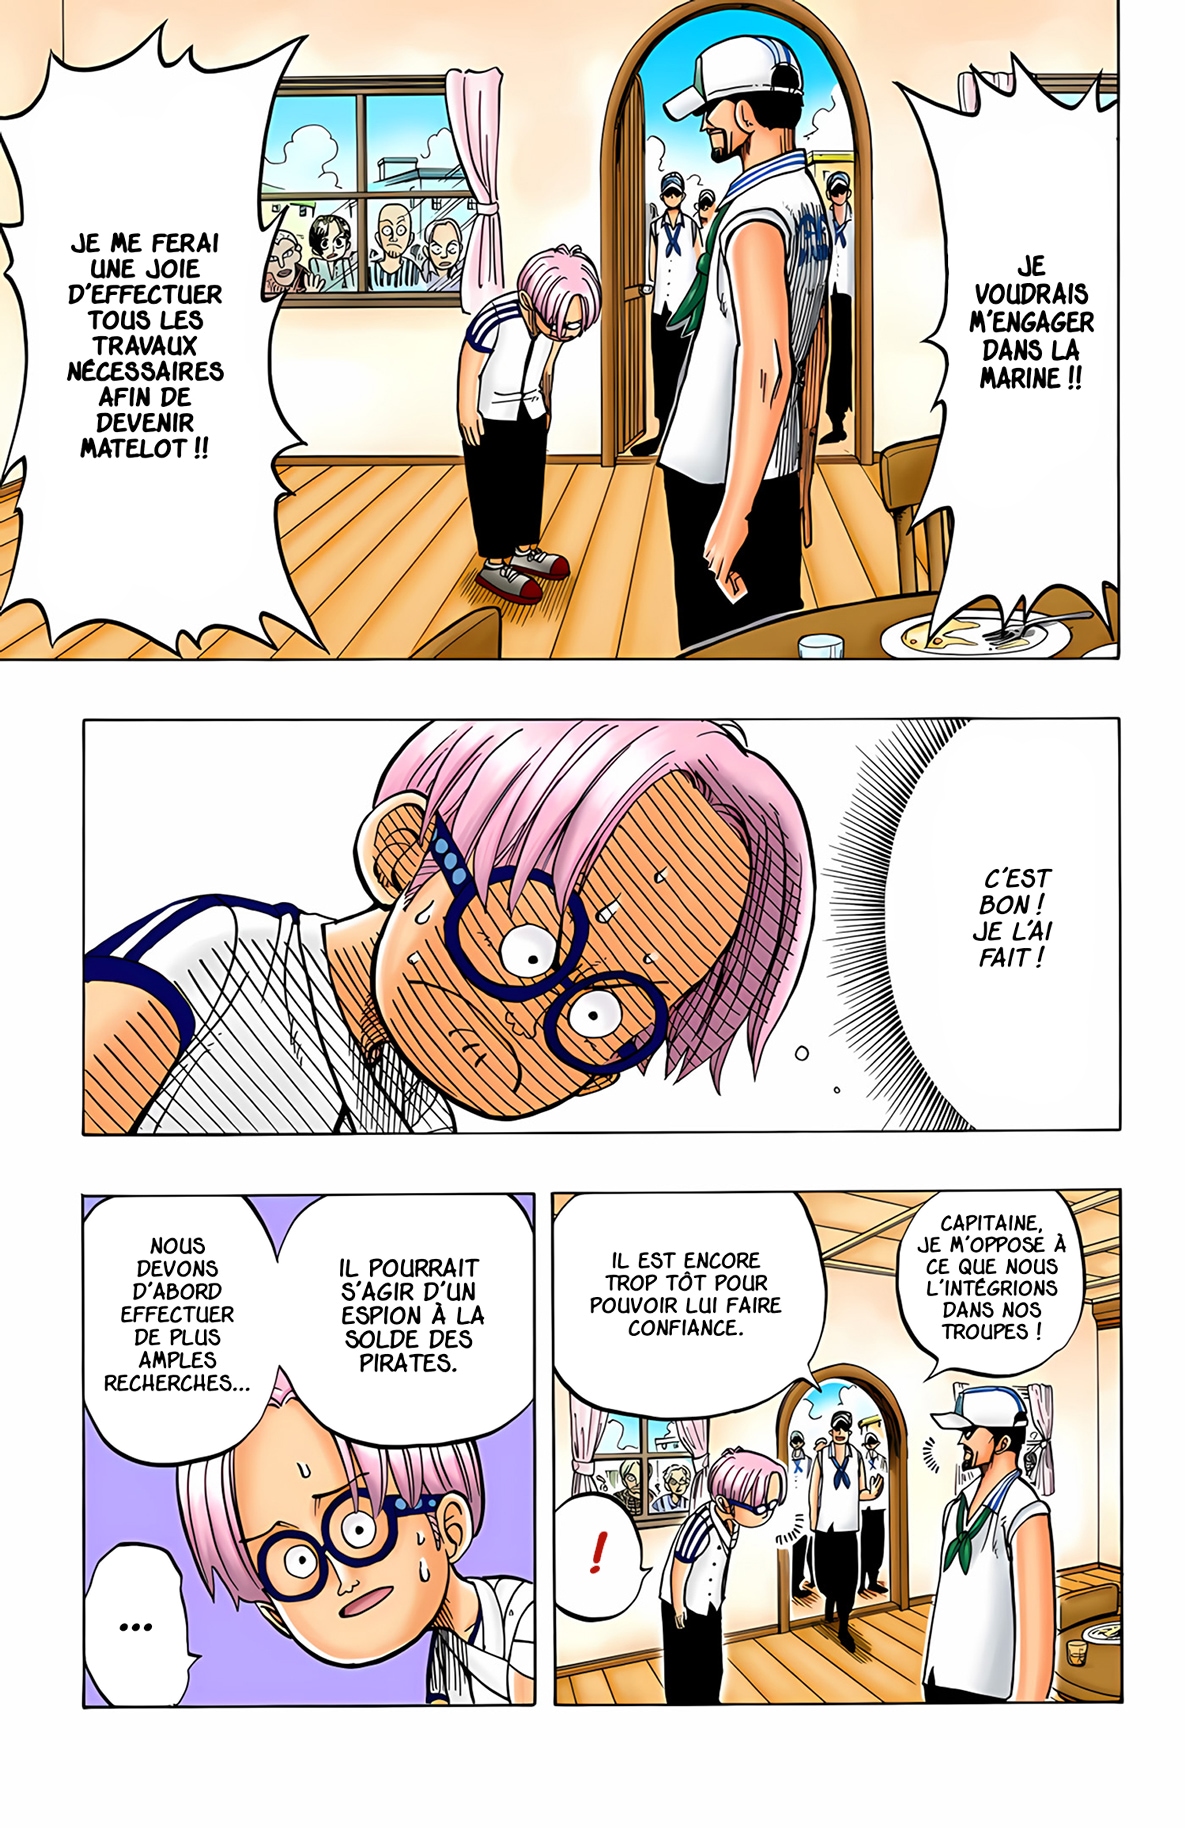 JE
VOUDRAIS
M'ENGAGER
DANS LA
MARINE !!
JE ME FERAI
UNE JOIE
D'EFFECTUER
TOUS LES
TRAVAUX
NÉCESSAIRES
AFIN DE
DEVENIR
MATELOT !!
C'EST
BON !
JE L'AI
FAIT !
CAPITAINE,
JE M'OPPOSE À
CE QUE NOUS
L'INTÉGRIONS
DANS NOS
TROUPES !
IL EST ENCORE
TROP TÔT POUR
POUVOIR LUI FAIRE
CONFIANCE.
!
IL POURRAIT
S'AGIR D'UN
ESPION À LA
SOLDE DES
PIRATES.
NOUS
DEVONS
D'ABORD
EFFECTUER
DE PLUS
AMPLES
RECHERCHES...
...